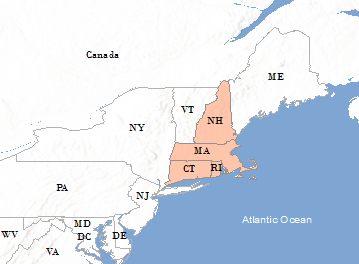 Canada
ME
VT
NH
NY
MA
CT
RI
PA
NJ
Atlantic Ocean
MD
WV
DC
DE
VA